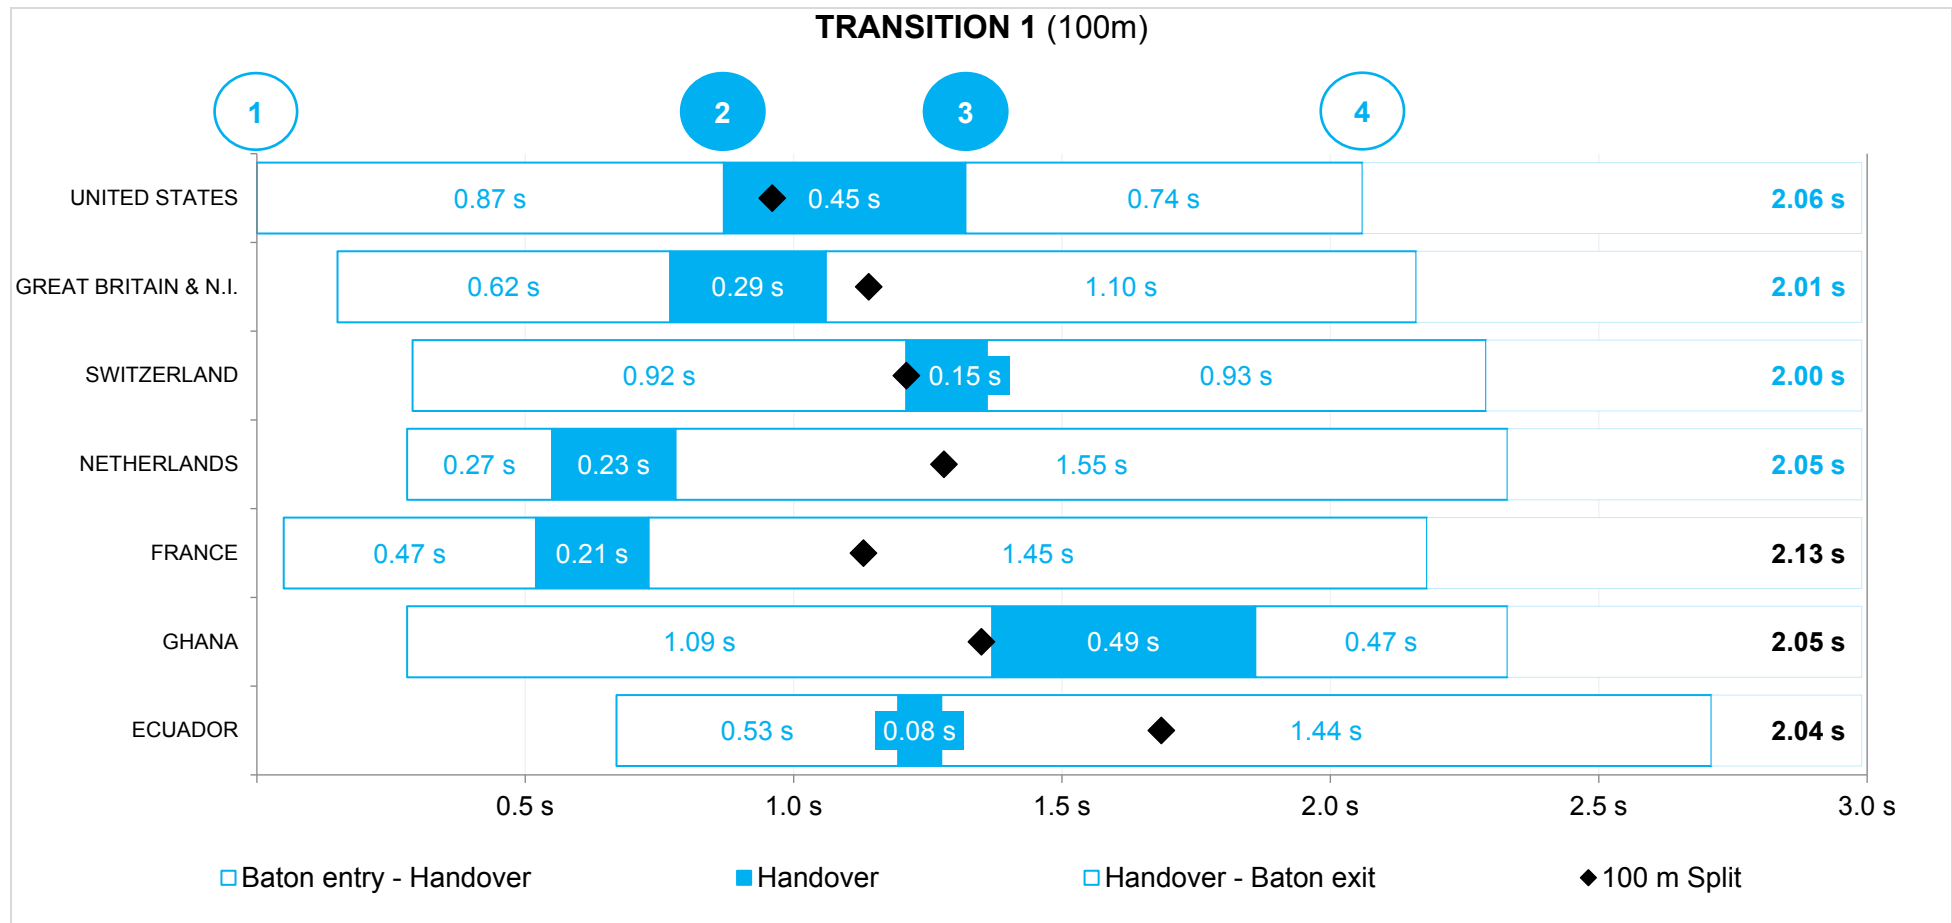 TRANSITION 1 (100m)
1 2 3 4
UNITED STATES 0.87 s 0.45 s 0.74 s 2.06 s
GREAT BRITAIN & N.I. 0.62 s 0.29 s 1.10 s 2.01 s
SWITZERLAND 0.92 s 0.15 s 0.93 s 2.00 s
NETHERLANDS 0.27 s 0.23 s 1.55 s 2.05 s
FRANCE 0.47 s 0.21 s 1.45 s 2.13 s
GHANA 1.09 s 0.49 s 0.47 s 2.05 s
ECUADOR 0.53 s 0.08 s 1.44 s 2.04 s
0.5 s 1.0 s 1.5 s 2.0 s 2.5 s 3.0 s
Baton entry - Handover Handover Handover - Baton exit 100 m Split